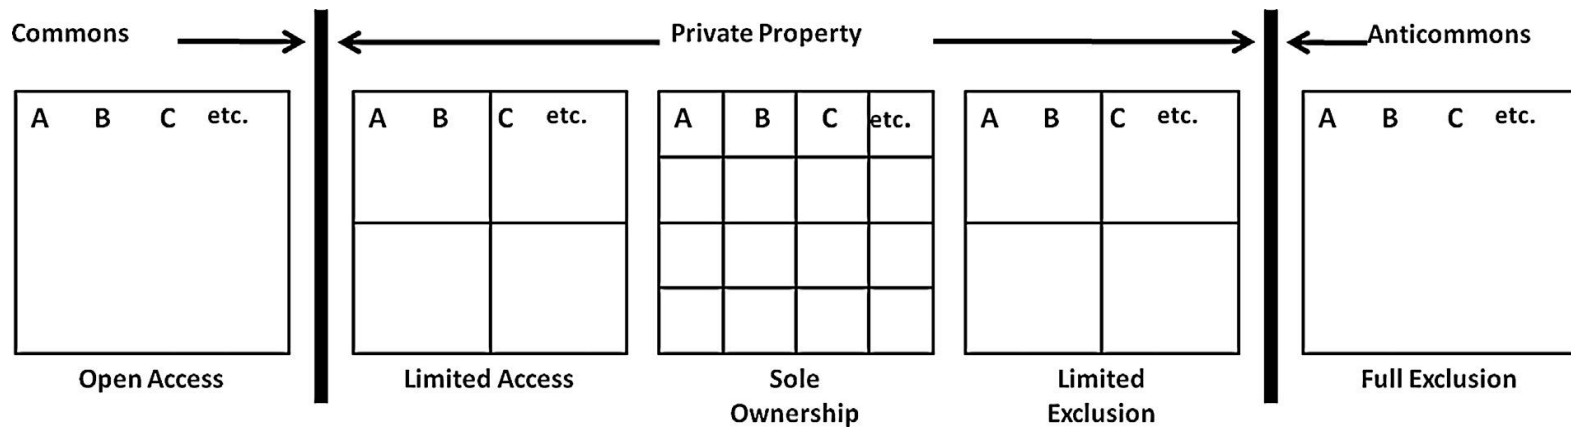 Commons Private Property Anticommons
A B C etc. A B C etc. A B C etc. A B C etc. A B C etc.
Open Access Limited Access Sole Limited Full Exclusion
Ownership Exclusion